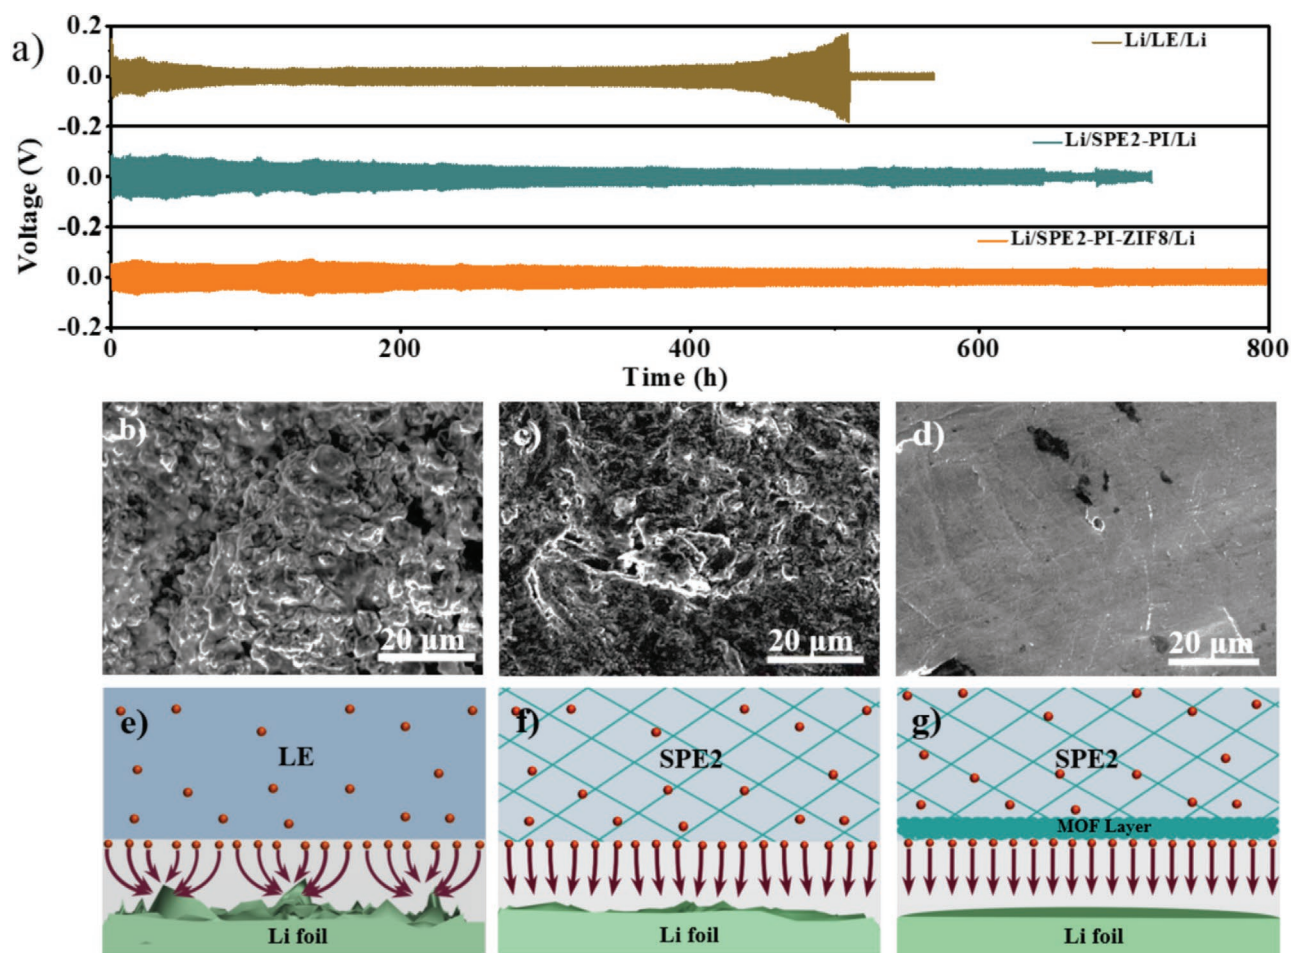 a)
0.2
Li/LE/Li
0.0
-0.2
Li/SPE2-PI/Li
0.0
-0.2
Li/SPE2-PI-ZIF8/Li
0.0
-0.2
Voltage (V)
0 200 400 600 800
Time (h)
b) c) d)
20 μm 20 μm 20 μm
e) f) g)
LE SPE2 SPE2
MOF Layer
Li foil Li foil Li foil